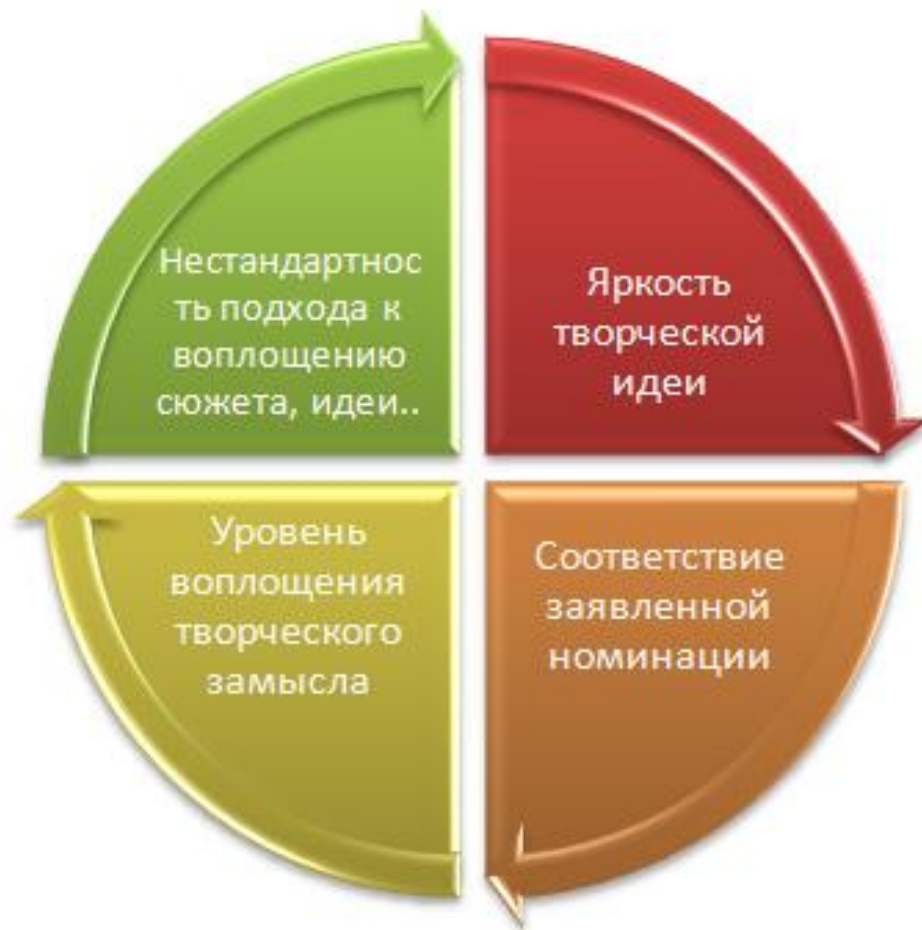 Нестандартнос
ть подхода к
воплощению
сюжета, идеи..
Яркость
творческой
идеи
Уровень
воплощения
творческого
замысла
Соответствие
заявленной
номинации